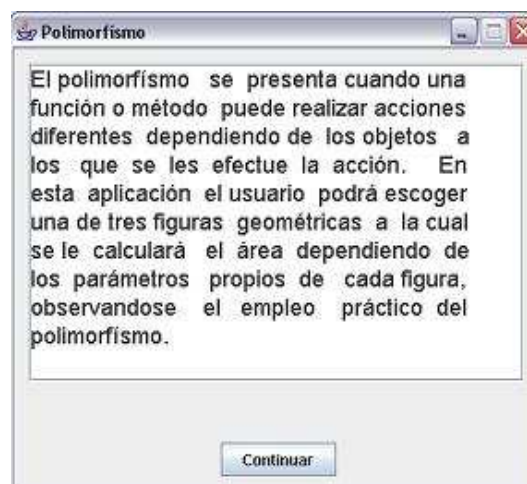 Polimorfismo
El polimorfísmo se presenta cuando una
función o método puede realizar acciones
diferentes dependiendo de los objetos a
los que se les efectue la acción. En
esta aplicación el usuario podrá escoger
una de tres figuras geométricas a la cual
se le calculará el área dependiendo de
los parámetros propios de cada figura,
observandose el empleo práctico del
polimorfísmo.
Continuar